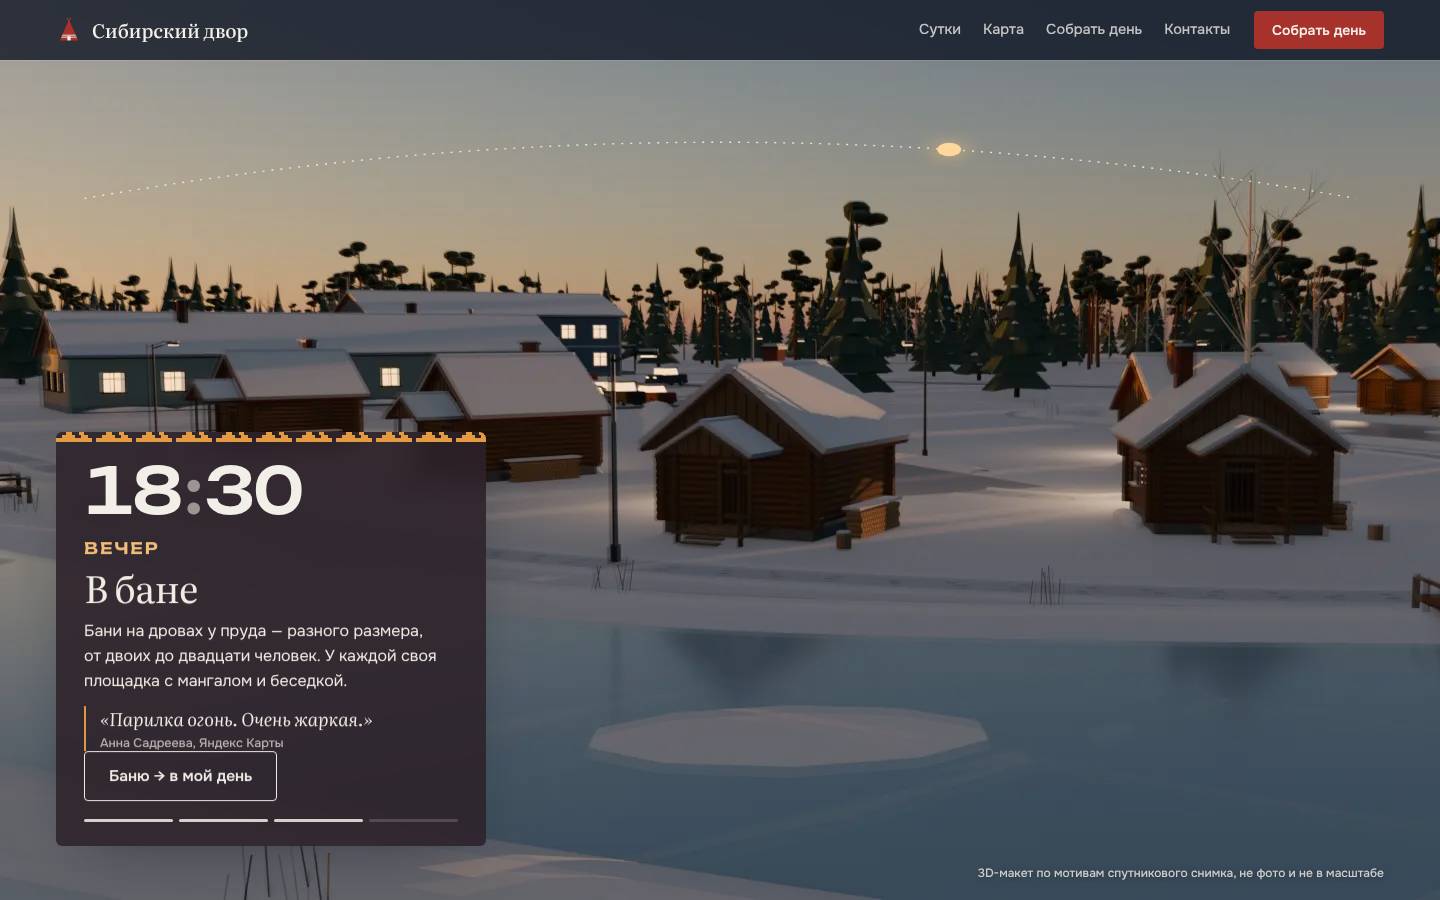 Сибирский двор
Сутки
Карта
Собрать день
Контакты
Собрать день
18:30
ВЕЧЕР
В бане
Бани на дровах у пруда — разного размера,
от двоих до двадцати человек. У каждой своя
площадка с мангалом и беседкой.
«Парилка огонь. Очень жаркая.»
Анна Садреева, Яндекс Карты
Баню → в мой день
3D-макет по мотивам спутникового снимка, не фото и не в масштабе